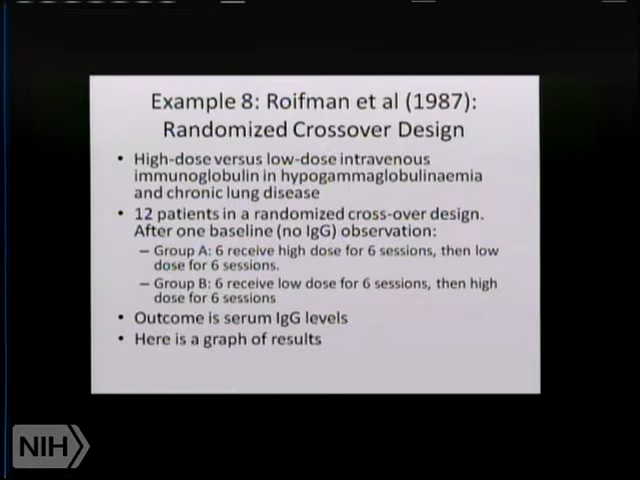 Example 8: Roifman et al (1987):
Randomized Crossover Design
• High-dose versus low-dose intravenous
immunoglobulin in hypogammaglobulinaemia
and chronic lung disease
• 12 patients in a randomized cross-over design.
After one baseline (no IgG) observation:
– Group A: 6 receive high dose for 6 sessions, then low
dose for 6 sessions.
– Group B: 6 receive low dose for 6 sessions, then high
dose for 6 sessions
• Outcome is serum IgG levels
• Here is a graph of results
NIH